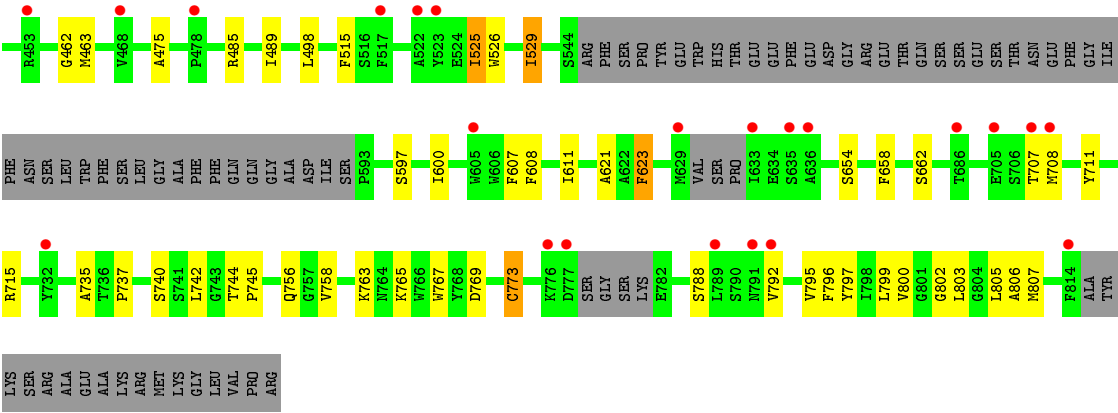 R453 G462 M463 V468 A475 P478 R485 I489 L498 F515 S516 F517 A522 Y523 E524 I525 W526 I529 S544 ARG PHE SER PRO TYR GLU TRP HIS THR GLU GLU PHE GLU ASP GLY ARG GLU THR GLN SER SER GLU SER THR ASN GLU PHE GLY ILE
PHE ASN SER LEU TRP PHE SER LEU GLY ALA PHE PHE GLN GLN GLY ALA ASP ILE SER P593 S597 I600 W605 W606 F607 F608 I611 A621 A622 F623 M629 VAL SER PRO I633 E634 S635 A636 S654 F658 S662 T686 E705 S706 T707 M708 Y711
R715 Y732 A735 T736 P737 S740 S741 L742 G743 T744 P745 Q756 G757 V758 K763 N764 K765 W766 W767 Y768 D769 C773 K776 D777 SER GLY SER LYS E782 S788 L789 S790 N791 V792 V795 F796 Y797 I798 L799 V800 G801 G802 L803 G804 L805 A806 M807 F814 ALA TYR
LYS SER ARG ALA GLU ALA LYS ARG MET LYS GLY LEU VAL PRO ARG